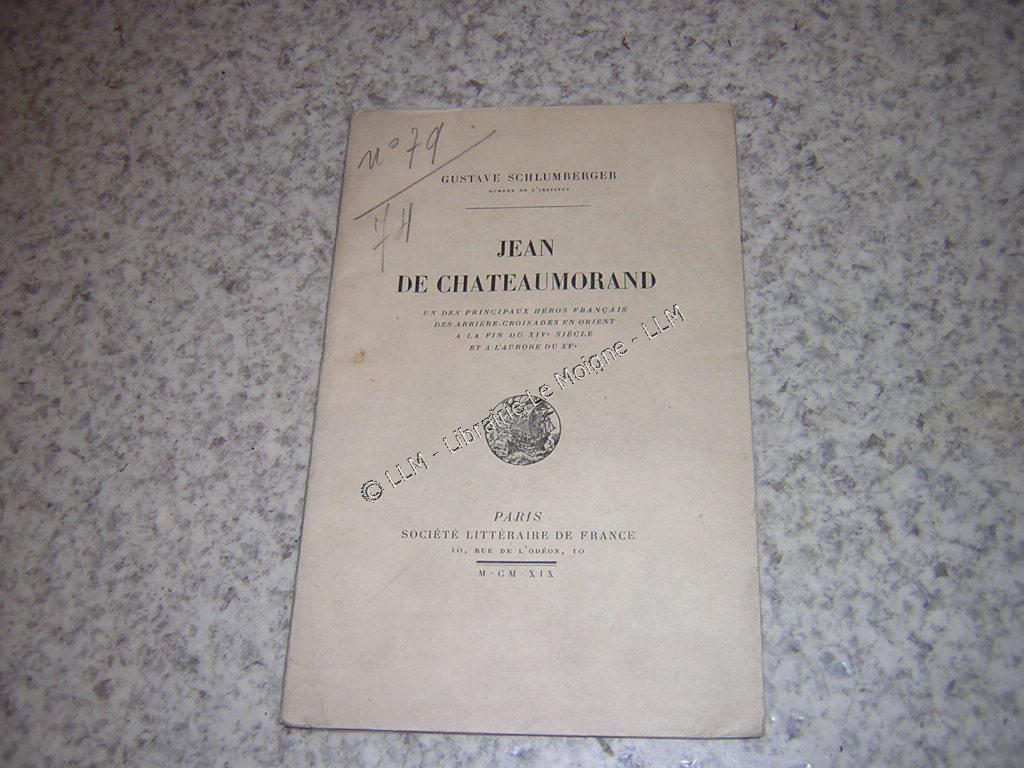 n° 79
74
GUSTAVE SCHLUMBERGER
MEMBRE DE L'INSTITUT
JEAN
DE CHATEAUMORAND
UN DES PRINCIPAUX HÉROS FRANÇAIS
DES ARRIÈRE-CROISADES EN ORIENT
A LA FIN DU XIVe SIÈCLE
ET A L'AURORE DU XVe
© LLM - Librairie Le Moigne - LLM
PARIS
SOCIÉTÉ LITTÉRAIRE DE FRANCE
10, RUE DE L'ODÉON, 10
M·CM·XIX